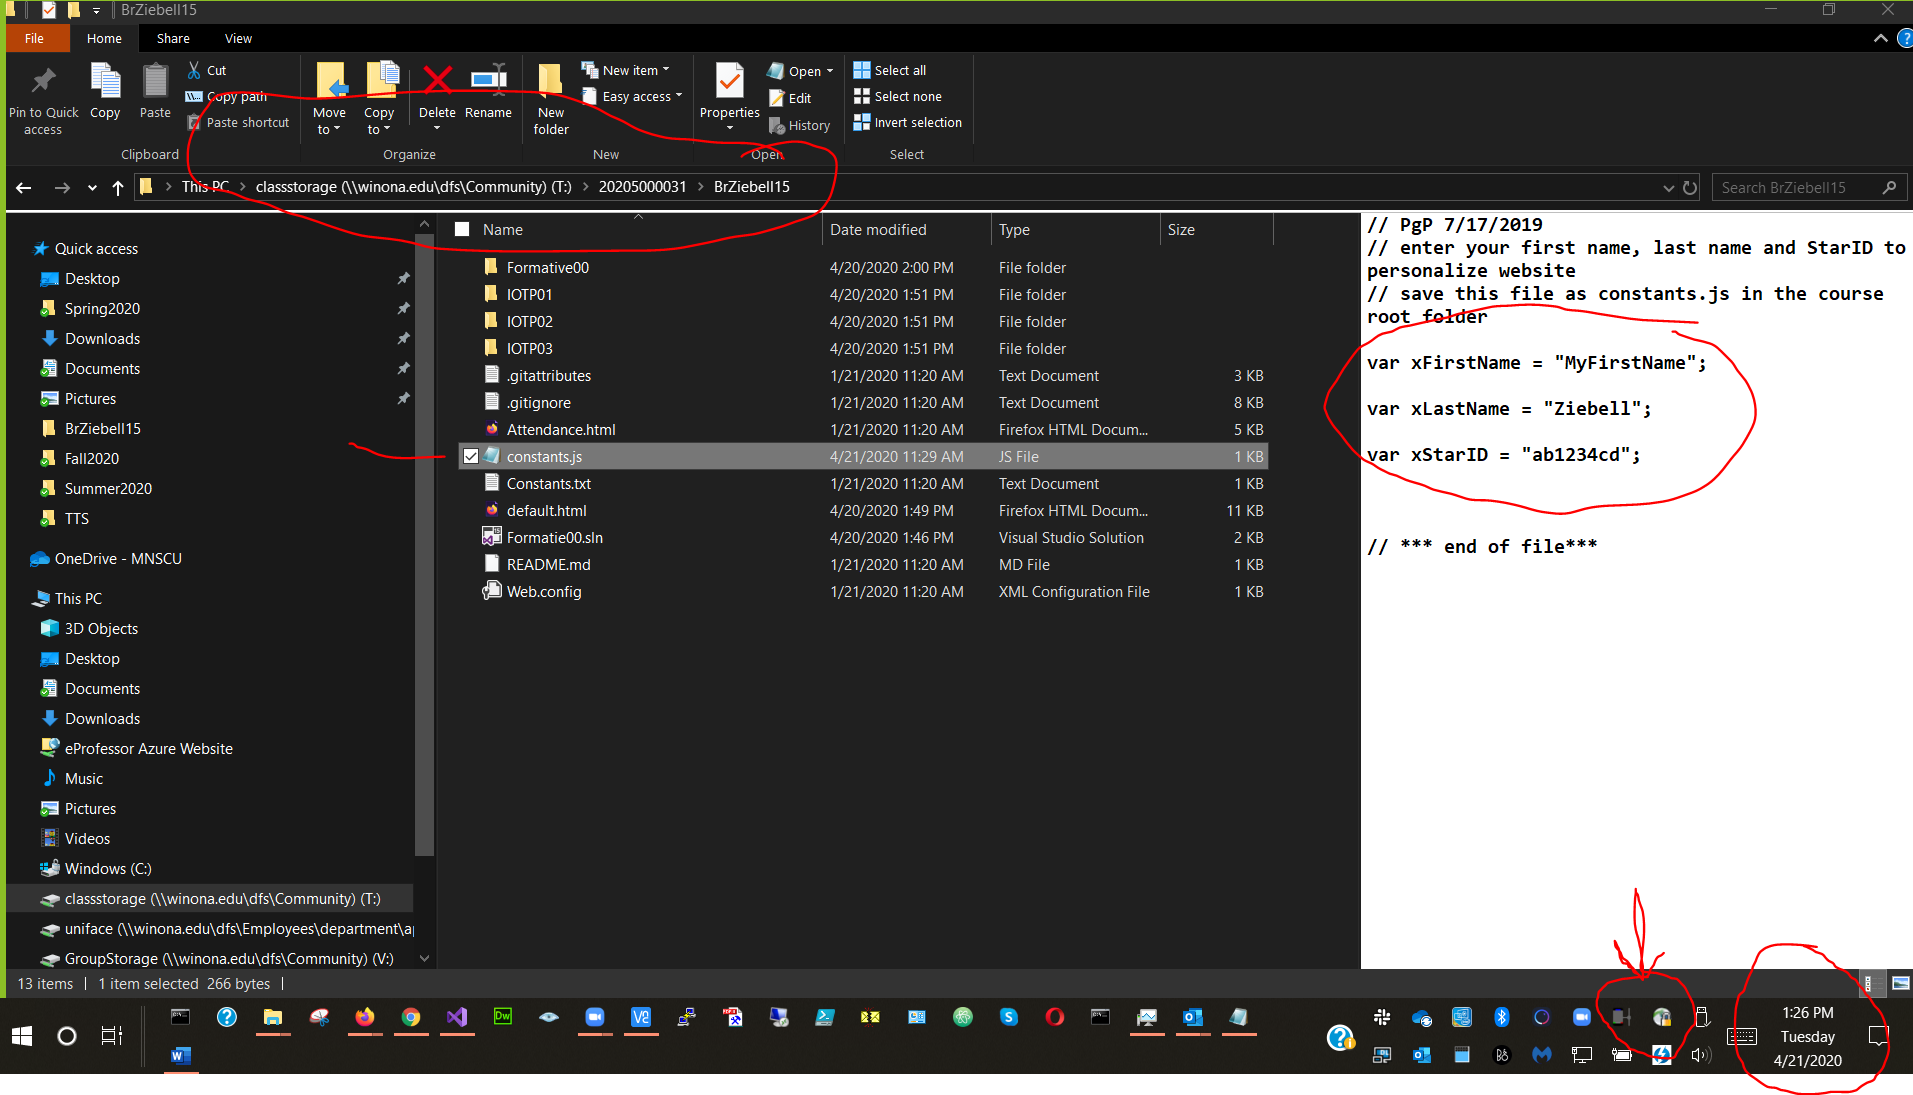 BrZiebell15
File Home Share View
Pin to Quick access
Copy
Paste
Cut
Copy path
Paste shortcut
Clipboard
Move to
Copy to
Delete
Rename
Organize
New folder
New item
Easy access
New
Properties
Open
Edit
History
Open
Select all
Select none
Invert selection
Select
This PC > classstorage (\\winona.edu\dfs\Community) (T:) > 20205000031 > BrZiebell15
Search BrZiebell15
Quick access
Desktop
Spring2020
Downloads
Documents
Pictures
BrZiebell15
Fall2020
Summer2020
TTS
OneDrive - MNSCU
This PC
3D Objects
Desktop
Documents
Downloads
eProfessor Azure Website
Music
Pictures
Videos
Windows (C:)
classstorage (\\winona.edu\dfs\Community) (T:)
uniface (\\winona.edu\dfs\Employees\department\ap
GroupStorage (\\winona.edu\dfs\Community) (V:)
Name Date modified Type Size
Formative00 4/20/2020 2:00 PM File folder
IOTP01 4/20/2020 1:51 PM File folder
IOTP02 4/20/2020 1:51 PM File folder
IOTP03 4/20/2020 1:51 PM File folder
.gitattributes 1/21/2020 11:20 AM Text Document 3 KB
.gitignore 1/21/2020 11:20 AM Text Document 8 KB
Attendance.html 1/21/2020 11:20 AM Firefox HTML Docum... 5 KB
constants.js 4/21/2020 11:29 AM JS File 1 KB
Constants.txt 1/21/2020 11:20 AM Text Document 1 KB
default.html 4/20/2020 1:49 PM Firefox HTML Docum... 11 KB
Formatie00.sln 4/20/2020 1:46 PM Visual Studio Solution 2 KB
README.md 1/21/2020 11:20 AM MD File 1 KB
Web.config 1/21/2020 11:20 AM XML Configuration File 1 KB
// PgP 7/17/2019
// enter your first name, last name and StarID to
personalize website
// save this file as constants.js in the course
root folder
var xFirstName = "MyFirstName";
var xLastName = "Ziebell";
var xStarID = "ab1234cd";
// *** end of file***
13 items 1 item selected 266 bytes
Dw
1:26 PM
Tuesday
4/21/2020